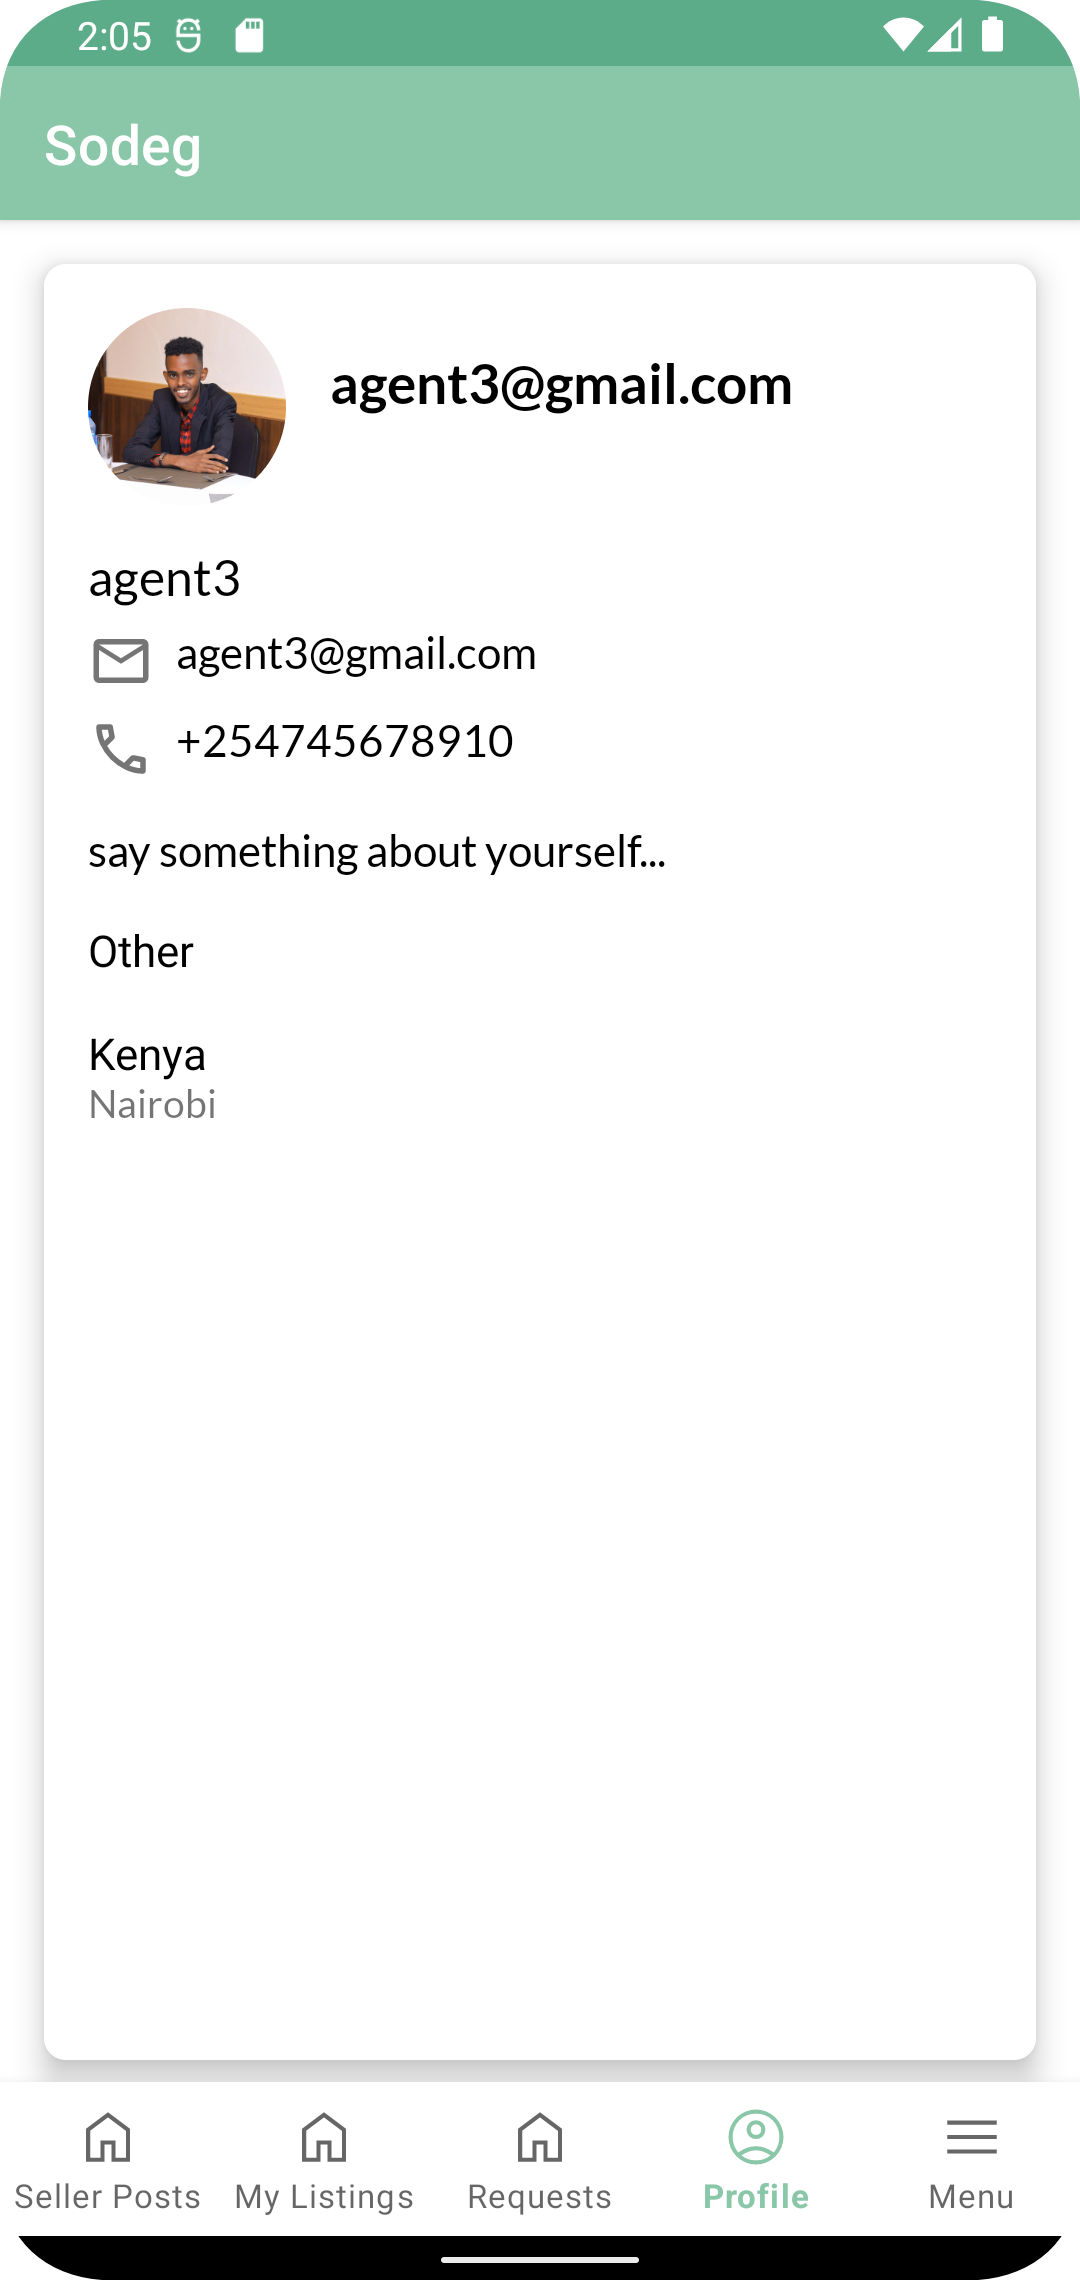 2:05
Sodeg
agent3@gmail.com
agent3
agent3@gmail.com
+254745678910
say something about yourself...
Other
Kenya
Nairobi
Seller Posts My Listings Requests Profile Menu